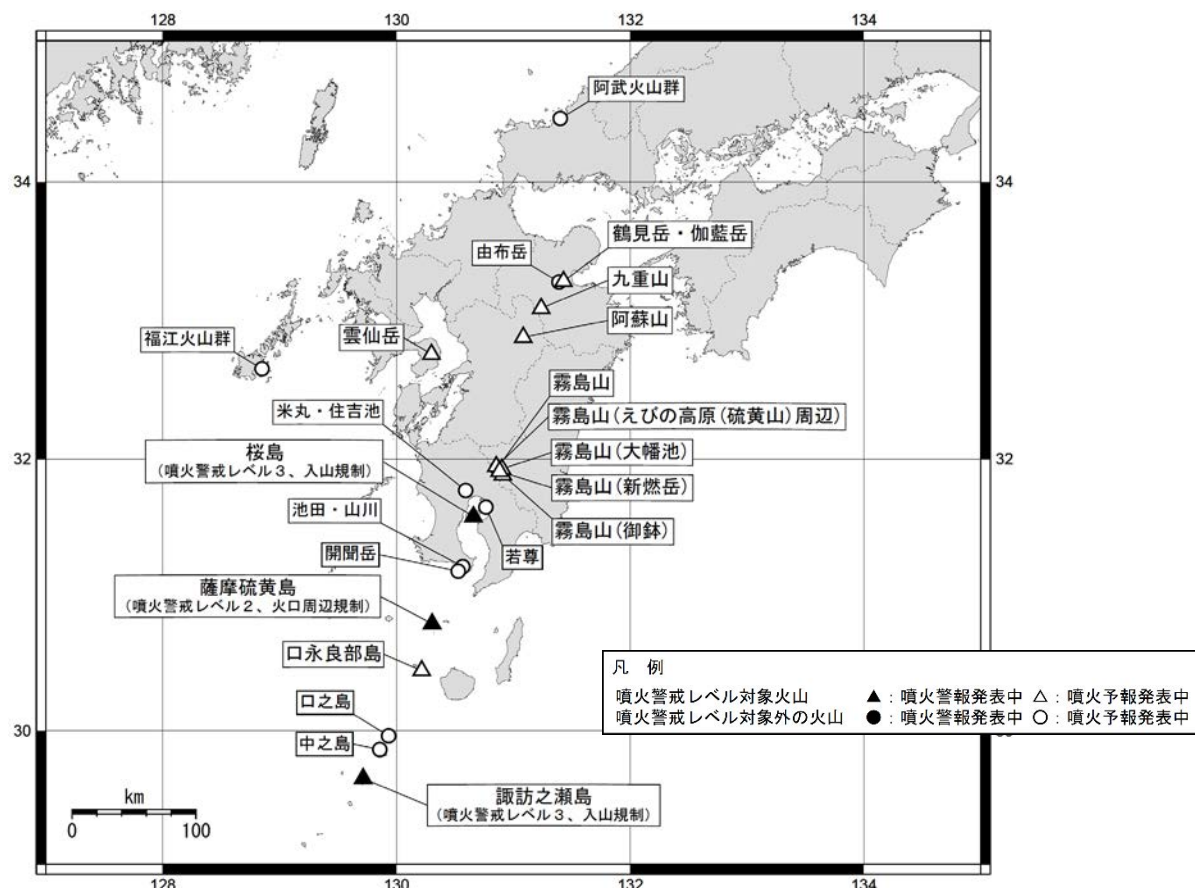 128
130
132
134
阿武火山群
34
34
鶴見岳・伽藍岳
由布岳
九重山
阿蘇山
雲仙岳
福江火山群
霧島山
米丸・住吉池
霧島山(えびの高原(硫黄山)周辺)
桜島
(噴火警戒レベル3、入山規制)
霧島山(大幡池)
32
32
霧島山(新燃岳)
池田・山川
霧島山(御鉢)
開聞岳
若尊
薩摩硫黄島
(噴火警戒レベル2、火口周辺規制)
口永良部島
凡 例
噴火警戒レベル対象火山 ▲:噴火警報発表中 △:噴火予報発表中
噴火警戒レベル対象外の火山 ●:噴火警報発表中 ○:噴火予報発表中
口之島
30
中之島
諏訪之瀬島
(噴火警戒レベル3、入山規制)
km
0 100
128
130
132
134